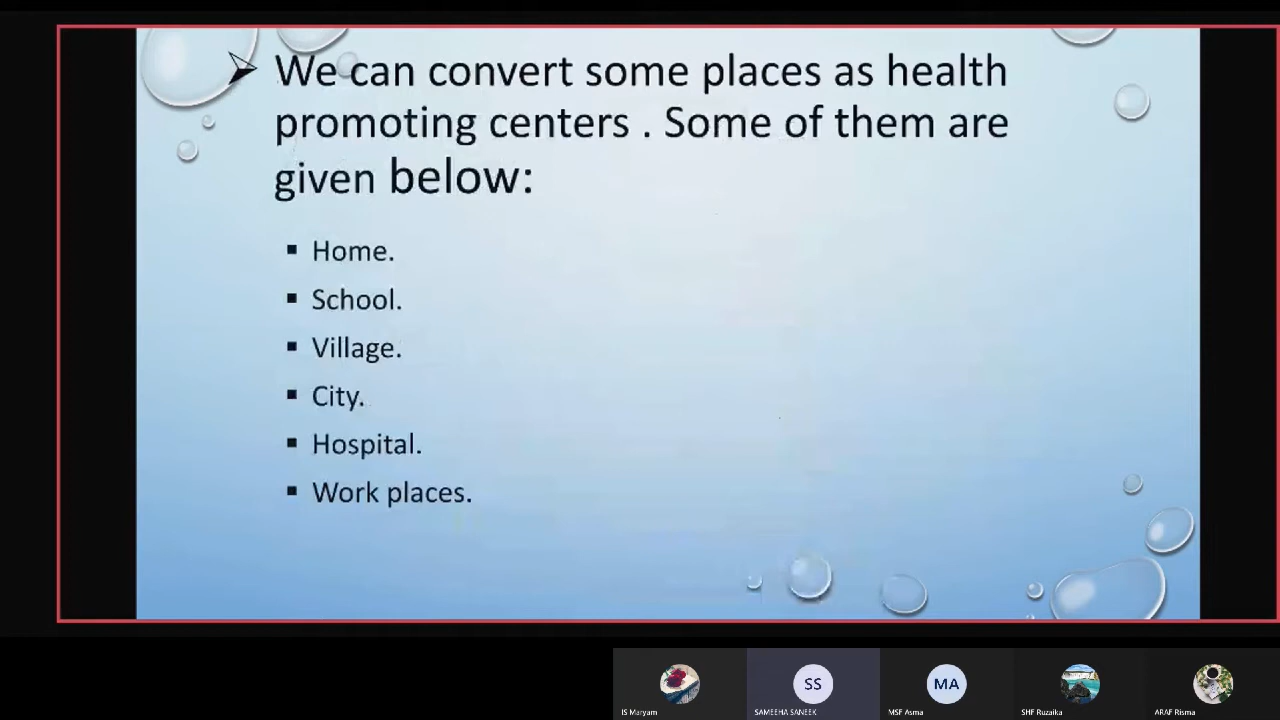 We can convert some places as health
promoting centers . Some of them are
given below:
Home.
School.
Village.
City.
Hospital.
Work places.
SS
MA
IS Maryam
SAMEEHA SANEEK
MSF Asma
SHF Ruzaika
ARAF Risma